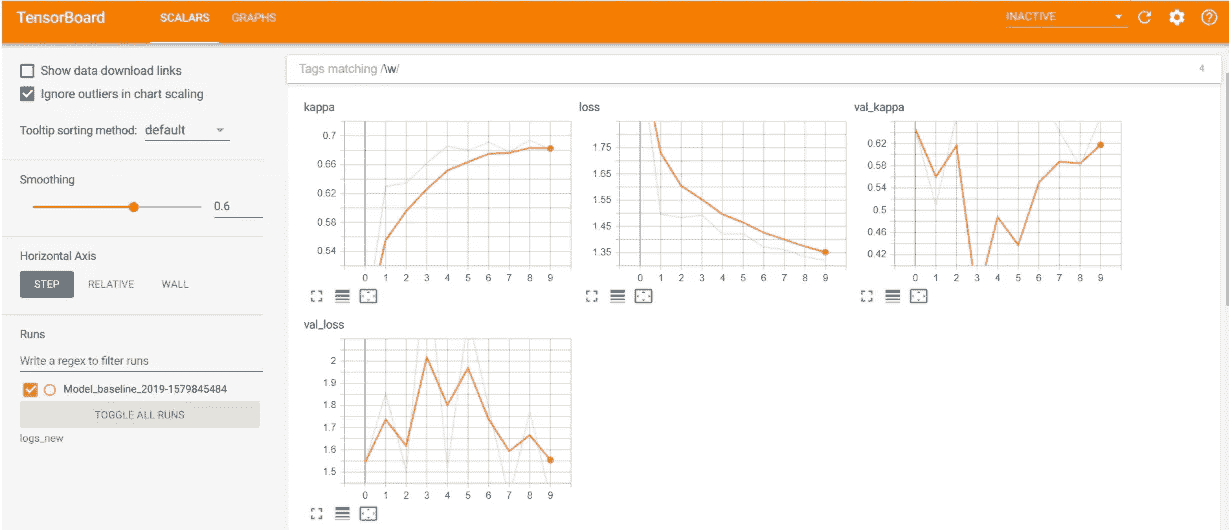 TensorBoard SCALARS GRAPHS INACTIVE
Show data download links
Ignore outliers in chart scaling
Tooltip sorting method: default
Smoothing
0.6
Horizontal Axis
STEP RELATIVE WALL
Runs
Write a regex to filter runs
Model_baseline_2019-1579845484
TOGGLE ALL RUNS
logs_new
Tags matching /\w/ 4
kappa
0.7
0.66
0.62
0.58
0.54
0 1 2 3 4 5 6 7 8 9
loss
1.75
1.65
1.55
1.45
1.35
0 1 2 3 4 5 6 7 8 9
val_kappa
0.62
0.58
0.54
0.5
0.46
0.42
0 1 2 3 4 5 6 7 8 9
val_loss
2
1.9
1.8
1.7
1.6
1.5
0 1 2 3 4 5 6 7 8 9